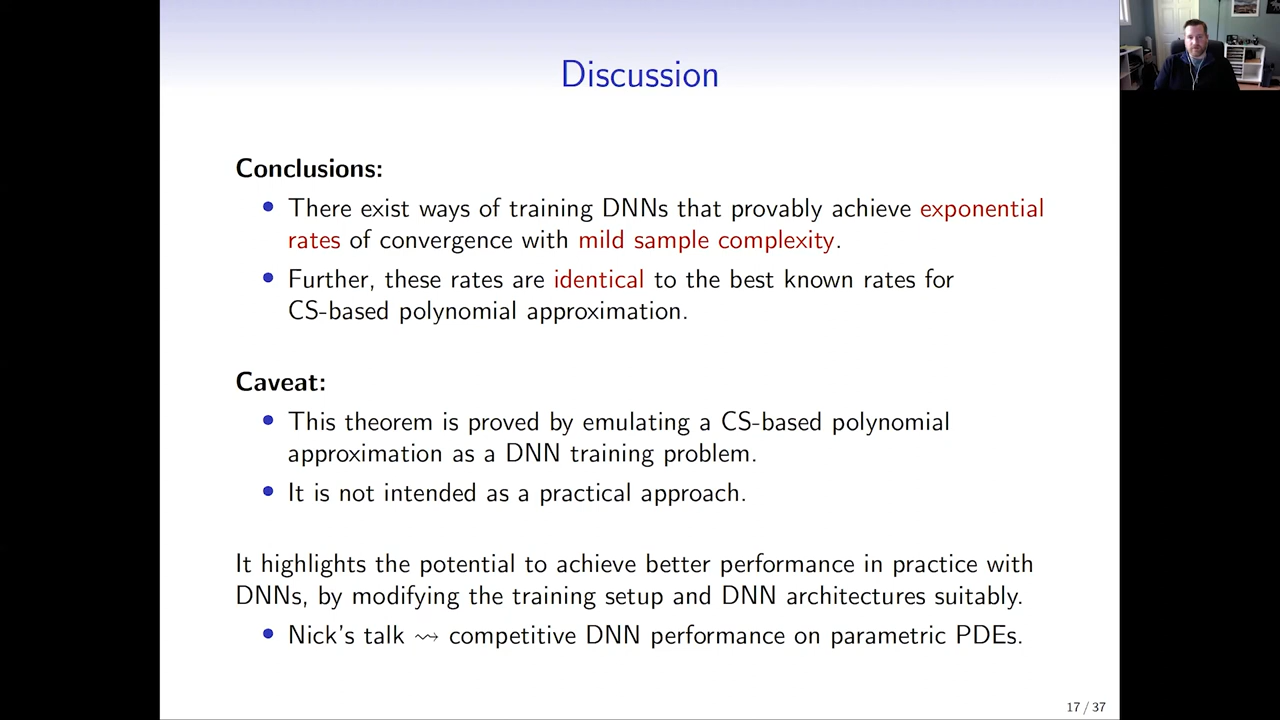 Discussion
Conclusions:
• There exist ways of training DNNs that provably achieve exponential
rates of convergence with mild sample complexity.
• Further, these rates are identical to the best known rates for
CS-based polynomial approximation.
Caveat:
• This theorem is proved by emulating a CS-based polynomial
approximation as a DNN training problem.
• It is not intended as a practical approach.
It highlights the potential to achieve better performance in practice with
DNNs, by modifying the training setup and DNN architectures suitably.
• Nick's talk ⇝ competitive DNN performance on parametric PDEs.
17 / 37